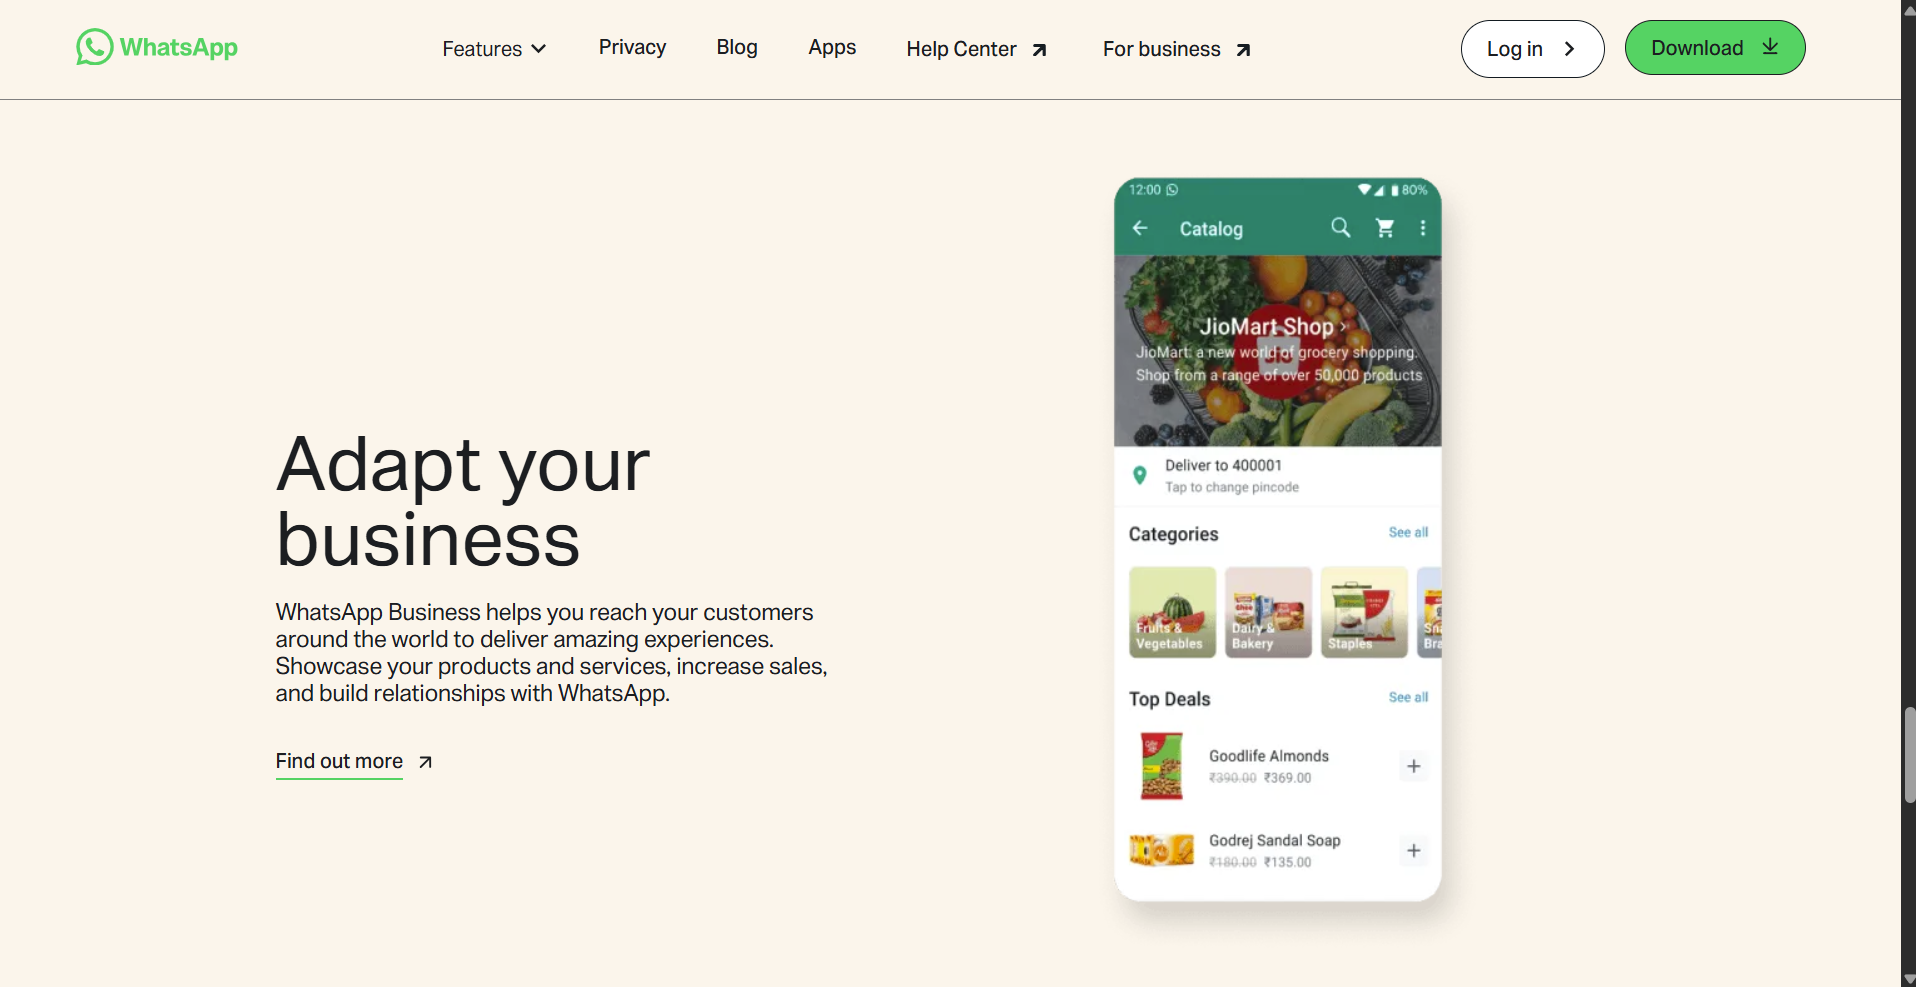 WhatsApp
Features
Privacy
Blog
Apps
Help Center
For business
Log in
Download
Adapt your
business
WhatsApp Business helps you reach your customers
around the world to deliver amazing experiences.
Showcase your products and services, increase sales,
and build relationships with WhatsApp.
Find out more
12:00
80%
Catalog
JioMart Shop ›
JioMart: a new world of grocery shopping.
Shop from a range of over 50,000 products
Deliver to 400001
Tap to change pincode
Categories
See all
Fruits &
Vegetables
Dairy &
Bakery
Staples
Sna
Bra
Top Deals
See all
Goodlife Almonds
₹390.00 ₹369.00
Godrej Sandal Soap
₹180.00 ₹135.00